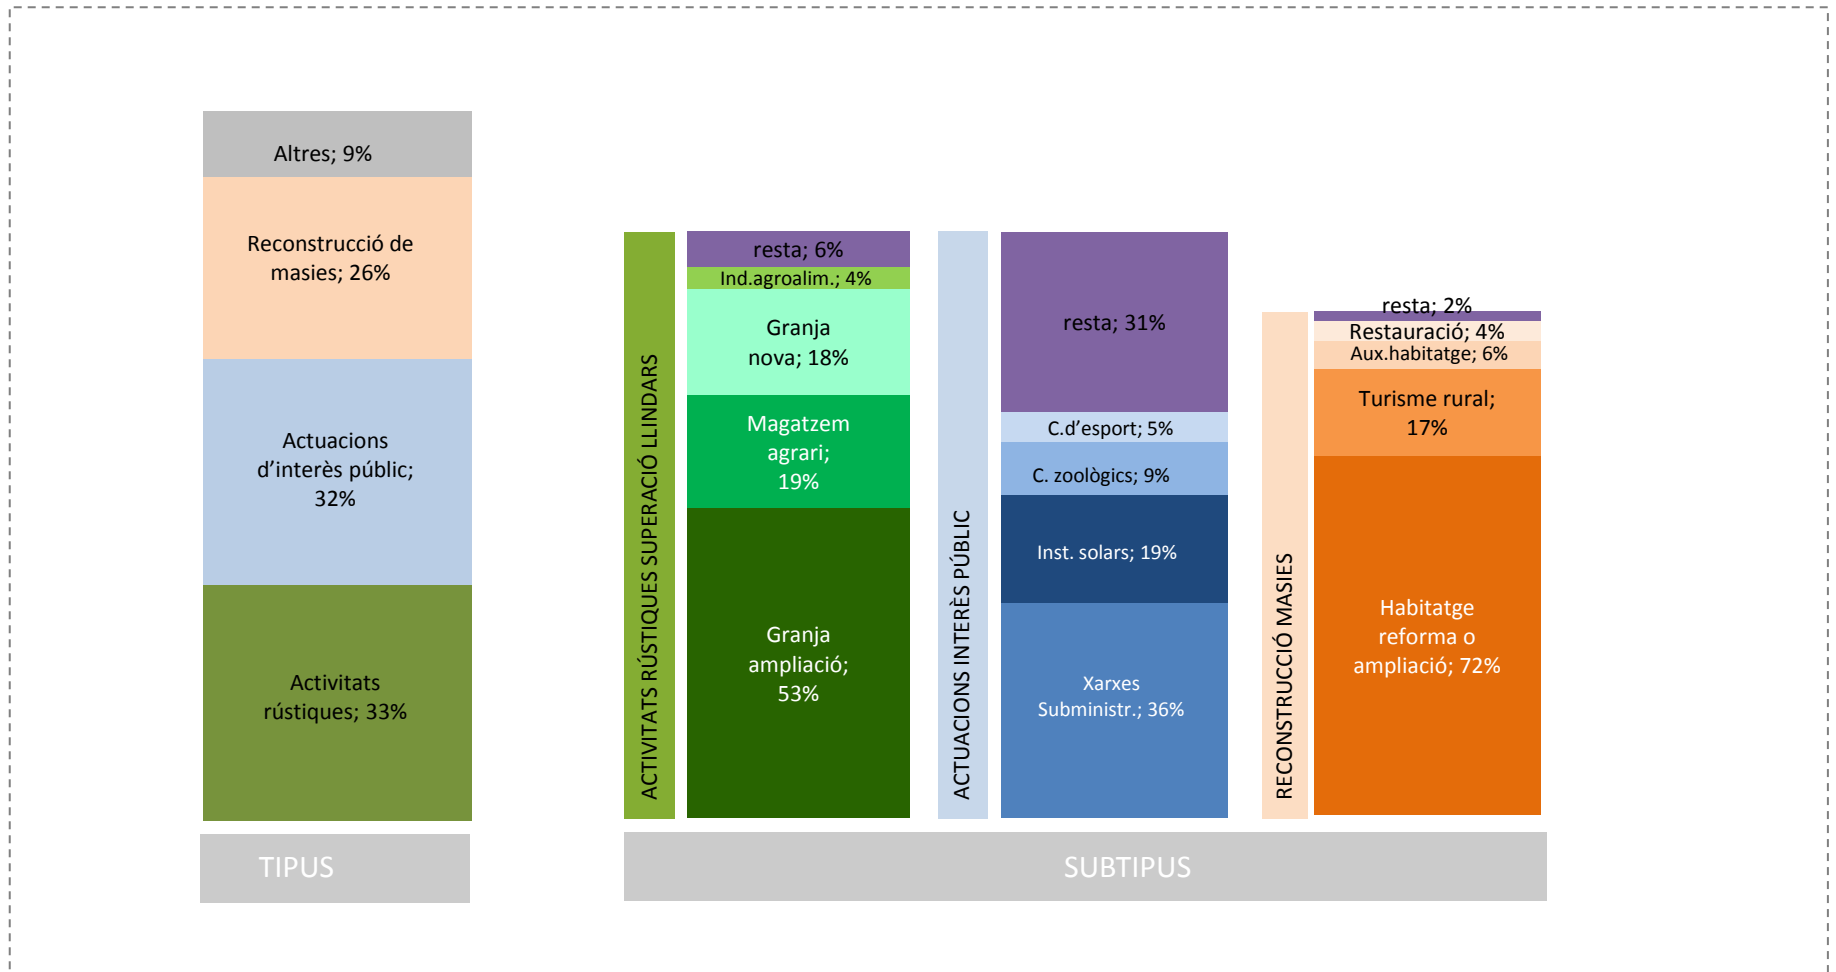 Altres; 9%
Reconstrucció de
masies; 26%
Actuacions
d’interès públic;
32%
Activitats
rústiques; 33%
TIPUS
ACTIVITATS RÚSTIQUES SUPERACIÓ LLINDARS
resta; 6%
Ind.agroalim.; 4%
Granja
nova; 18%
Magatzem
agrari;
19%
Granja
ampliació;
53%
ACTUACIONS INTERÈS PÚBLIC
resta; 31%
C.d’esport; 5%
C. zoològics; 9%
Inst. solars; 19%
Xarxes
Subministr.; 36%
RECONSTRUCCIÓ MASIES
resta; 2%
Restauració; 4%
Aux.habitatge; 6%
Turisme rural;
17%
Habitatge
reforma o
ampliació; 72%
SUBTIPUS